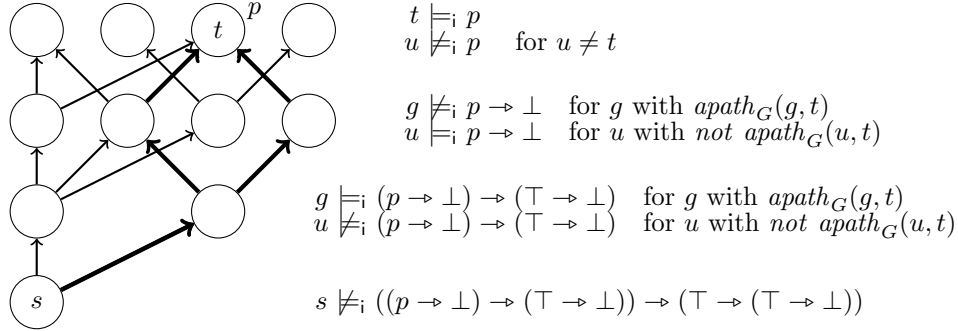 t p
t ⊨ᵢ p
u ⊭ᵢ p for u ≠ t
g ⊭ᵢ p ⇾ ⊥ for g with apath_G(g, t)
u ⊨ᵢ p ⇾ ⊥ for u with not apath_G(u, t)
g ⊨ᵢ (p ⇾ ⊥) ⇾ (⊤ ⇾ ⊥) for g with apath_G(g, t)
u ⊭ᵢ (p ⇾ ⊥) ⇾ (⊤ ⇾ ⊥) for u with not apath_G(u, t)
s
s ⊭ᵢ ((p ⇾ ⊥) ⇾ (⊤ ⇾ ⊥)) ⇾ (⊤ ⇾ (⊤ ⇾ ⊥))